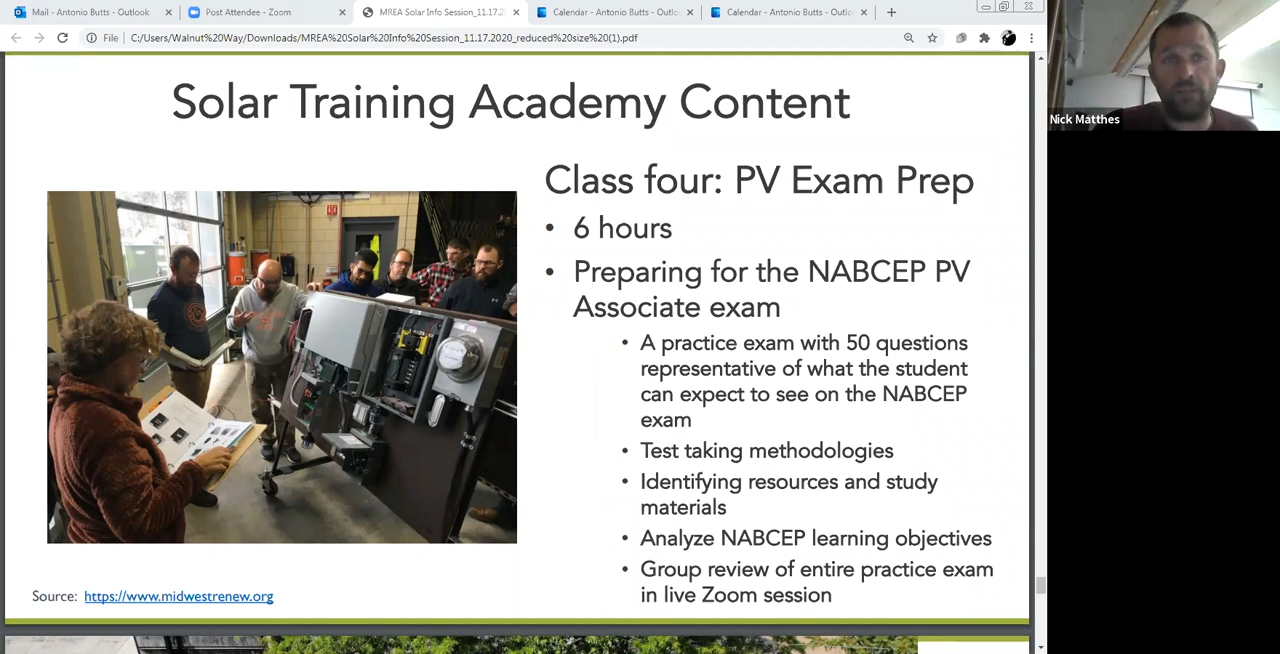 Mail - Antonio Butts - Outlook
Post Attendee - Zoom
MREA Solar Info Session_11.17.2
Calendar - Antonio Butts - Outlo
Calendar - Antonio Butts - Outlo
File | C:/Users/Walnut%20Way/Downloads/MREA%20Solar%20Info%20Session_11.17.2020_reduced%20size%20(1).pdf
Nick Matthes
Solar Training Academy Content
Class four: PV Exam Prep
• 6 hours
• Preparing for the NABCEP PV
Associate exam
• A practice exam with 50 questions
representative of what the student
can expect to see on the NABCEP
exam
• Test taking methodologies
• Identifying resources and study
materials
• Analyze NABCEP learning objectives
• Group review of entire practice exam
in live Zoom session
Source: https://www.midwestrenew.org